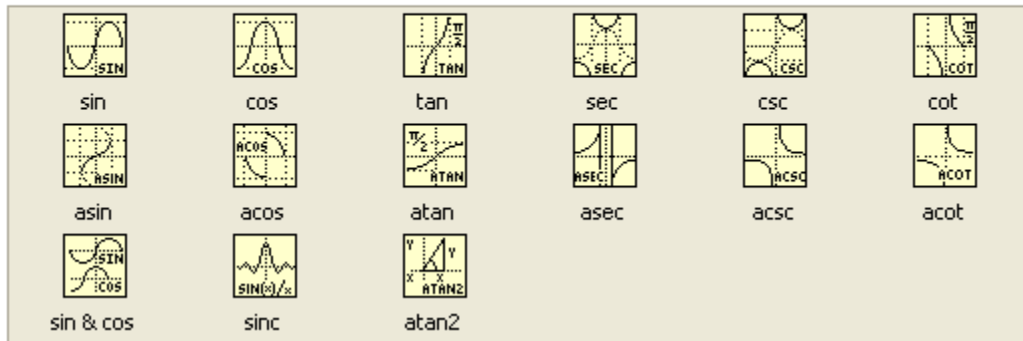 π/2
SIN COS TAN SEC CSC COT
sin cos tan sec csc cot
π/2
ACOS π/2
ASIN ATAN ASEC ACSC ACOT
asin acos atan asec acsc acot
SIN Y Y
X X
COS SIN(x)/x ATAN2
sin & cos sinc atan2